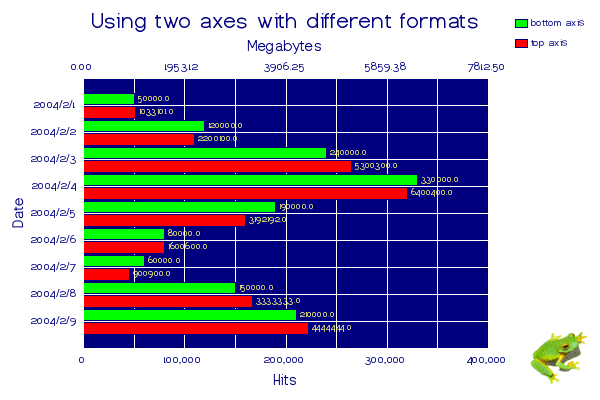 Using two axes with different formats
bottom axis
top axis
Megabytes
0.00 1953.12 3906.25 5859.38 7812.50
2004/2/1 50000.0
1033101.0
2004/2/2 120000.0
2200100.0
2004/2/3 240000.0
5300300.0
2004/2/4 330000.0
6400400.0
2004/2/5 190000.0
3192192.0
2004/2/6 80000.0
1600600.0
2004/2/7 60000.0
900900.0
2004/2/8 150000.0
3333333.0
2004/2/9 210000.0
4444444.0
Date
0 100,000 200,000 300,000 400,000
Hits